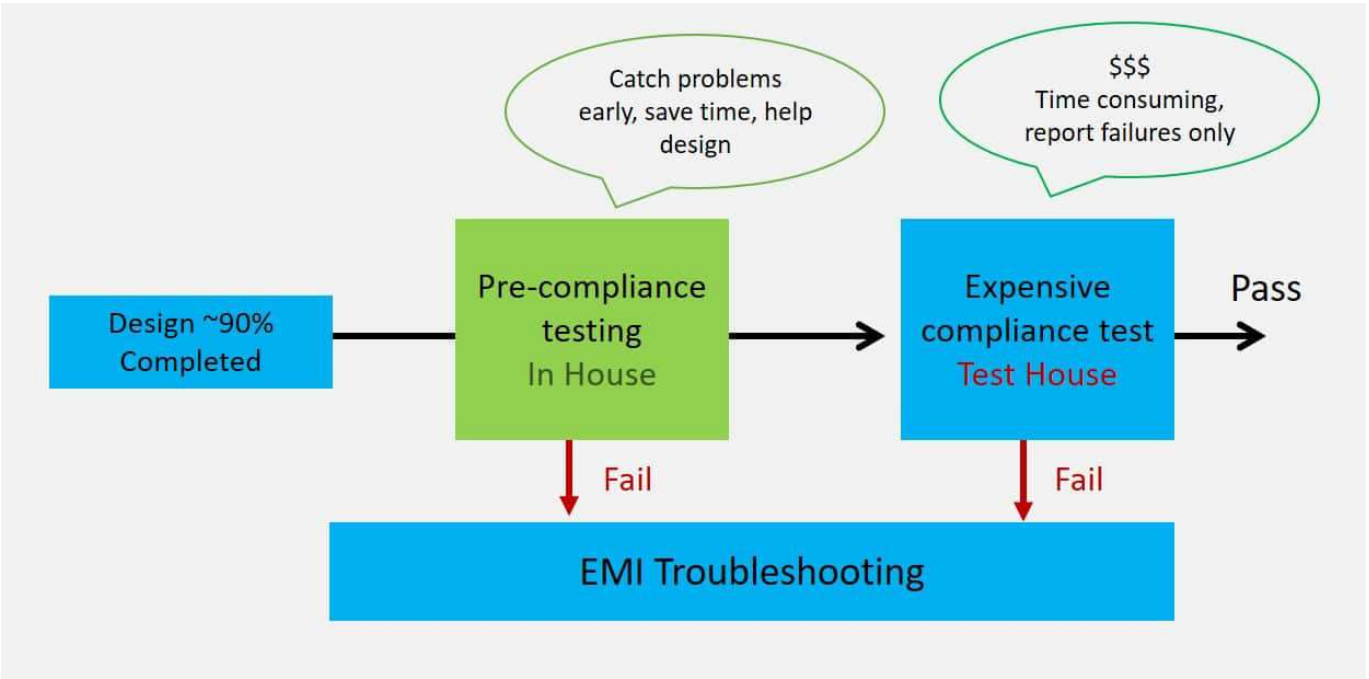 Catch problems
early, save time, help
design
$$$
Time consuming,
report failures only
Design ~90%
Completed
Pre-compliance
testing
In House
Expensive
compliance test
Test House
Pass
Fail
Fail
EMI Troubleshooting